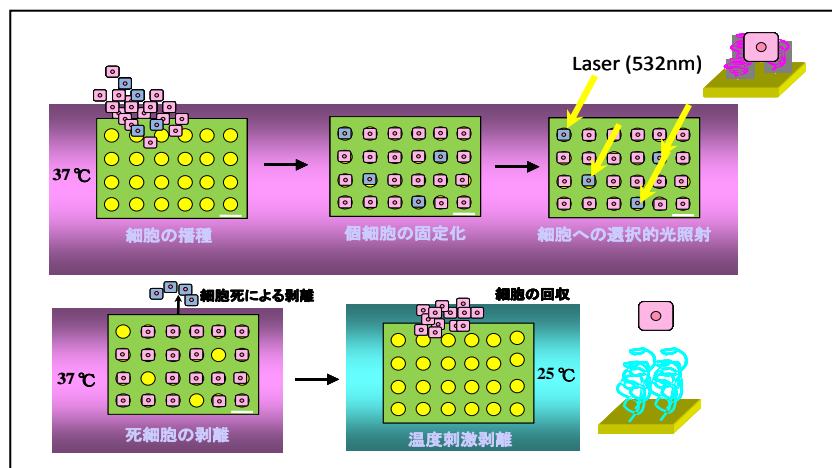 Laser (532nm)
37℃
細胞の播種
個細胞の固定化
細胞への選択的光照射
細胞死による剥離
細胞の回収
37℃
25℃
死細胞の剥離
温度刺激剥離